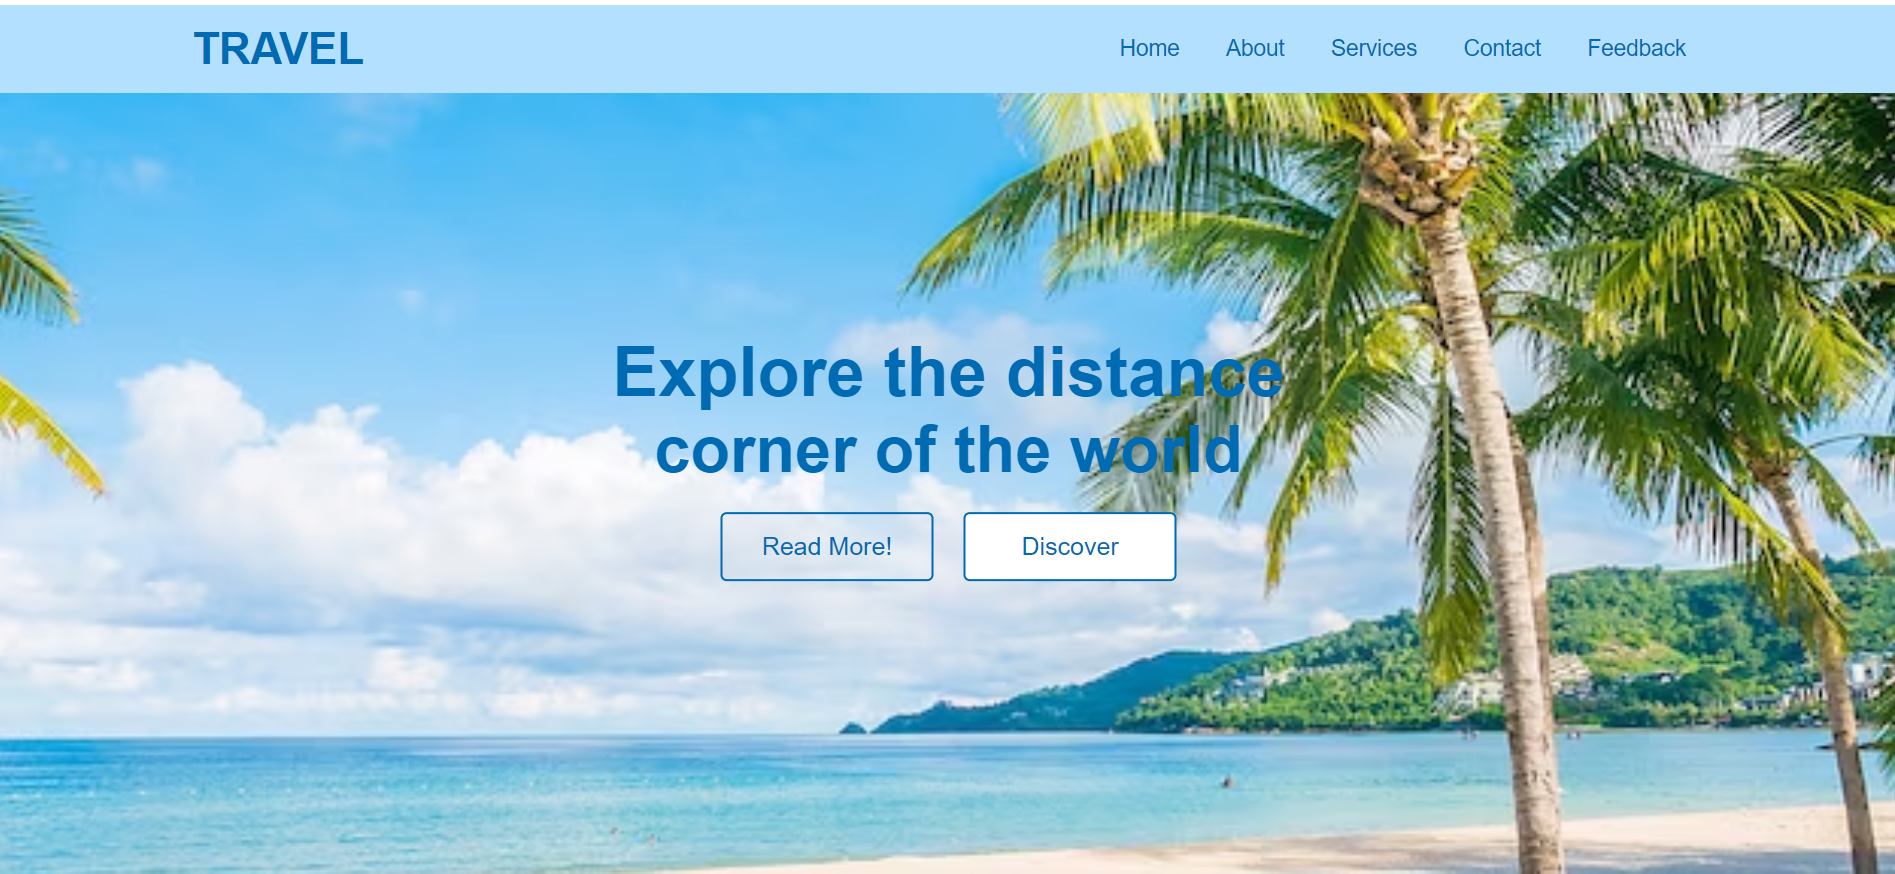 TRAVEL
Home About Services Contact Feedback
Explore the distance
corner of the world
Read More! Discover